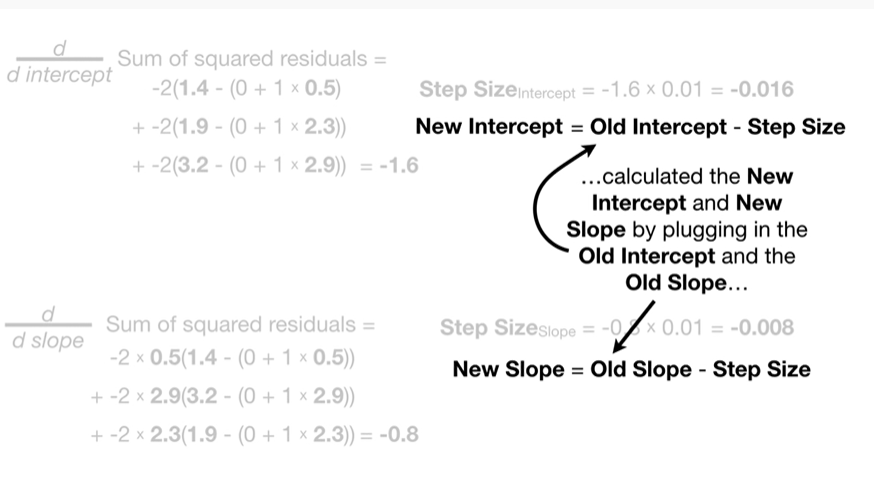 d
d intercept
Sum of squared residuals =
-2(1.4 - (0 + 1 × 0.5)
+ -2(1.9 - (0 + 1 × 2.3))
+ -2(3.2 - (0 + 1 × 2.9)) = -1.6
Step SizeIntercept = -1.6 × 0.01 = -0.016
New Intercept = Old Intercept - Step Size
…calculated the New
Intercept and New
Slope by plugging in the
Old Intercept and the
Old Slope…
d
d slope
Sum of squared residuals =
-2 × 0.5(1.4 - (0 + 1 × 0.5))
+ -2 × 2.9(3.2 - (0 + 1 × 2.9))
+ -2 × 2.3(1.9 - (0 + 1 × 2.3)) = -0.8
Step SizeSlope = -0.8 × 0.01 = -0.008
New Slope = Old Slope - Step Size